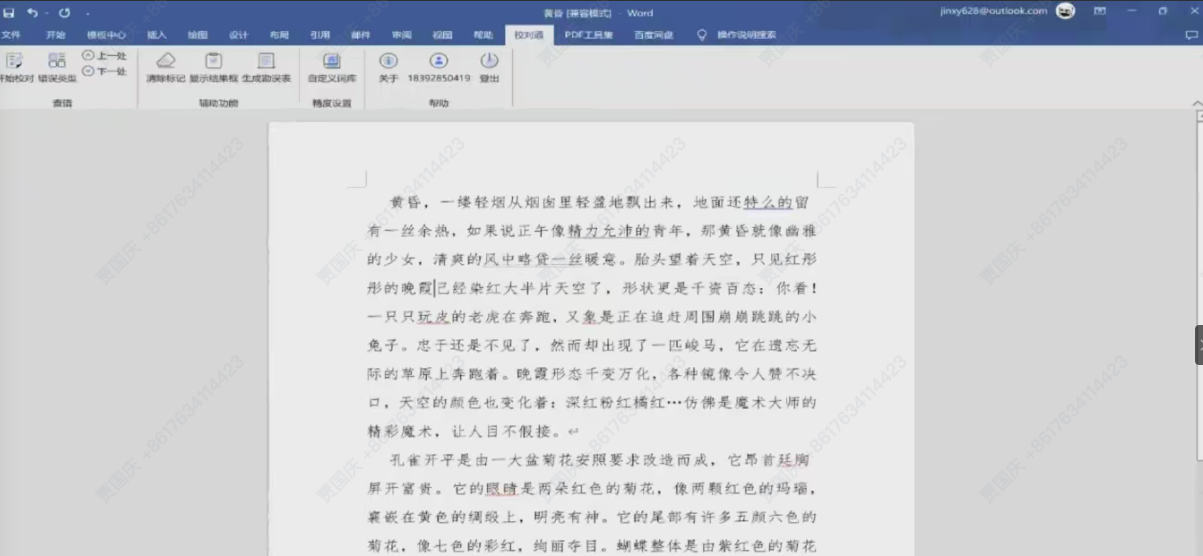 黄昏 [兼容模式] - Word
jinxy628@outlook.com
文件 开始 模板中心 插入 绘图 设计 布局 引用 邮件 审阅 视图 帮助 校对通 PDF工具集 百度网盘 操作说明搜索
开始校对 错误类型 上一处 下一处 清除标记 显示结果框 生成勘误表 自定义词库 关于 18392850419 登出
查错 辅助功能 精度设置 帮助
黄昏，一缕轻烟从烟囱里轻盈地飘出来，地面还特么的留
有一丝余热，如果说正午像精力允沛的青年，那黄昏就像幽雅
的少女，清爽的风中略贷一丝暖意。胎头望着天空，只见红彤
彤的晚霞已经染红大半片天空了，形状更是千资百态：你看！
一只只玩皮的老虎在奔跑，又象是正在追赶周围崩崩跳跳的小
兔子。忠于还是不见了，然而却出现了一匹峻马，它在遗忘无
际的草原上奔跑着。晚霞形态千变万化，各种镜像令人赞不决
口，天空的颜色也变化着：深红粉红橘红…仿佛是魔术大师的
精彩魔术，让人目不假接。
孔雀开平是由一大盆菊花安照要求改造而成，它昂首廷胸
屏开富贵。它的眼睛是两朵红色的菊花，像两颗红色的玛瑙，
襄嵌在黄色的绸缎上，明亮有神。它的尾部有许多五颜六色的
菊花，像七色的彩红，绚丽夺目。蝴蝶整体是由紫红色的菊花
贾国庆 +8617634114423